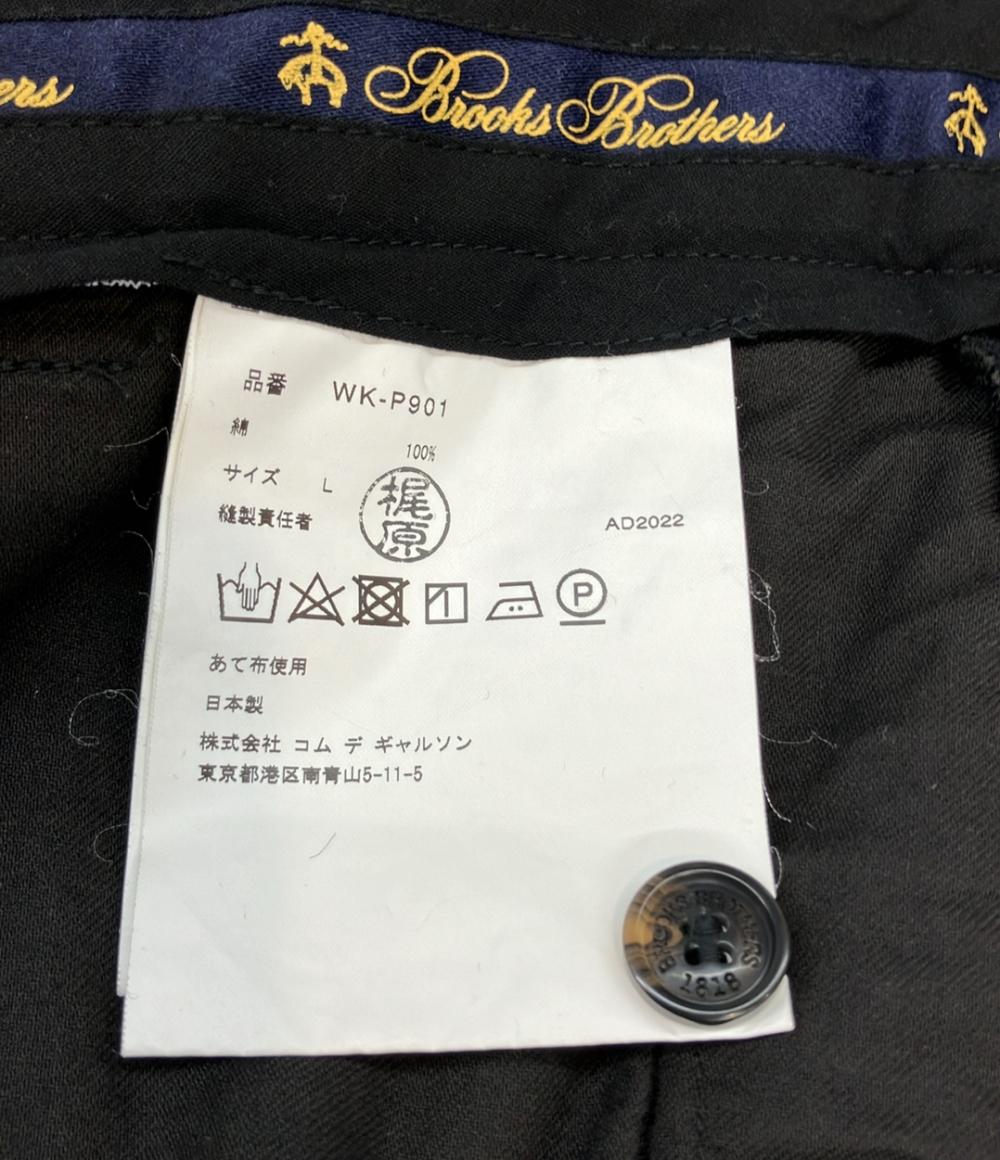 ers
Brooks Brothers
品番 WK-P901
綿 100%
サイズ L
縫製責任者 梶原 AD2022
P
あて布使用
日本製
株式会社 コム デ ギャルソン
東京都港区南青山5-11-5
BROOKS BROTHERS
1818